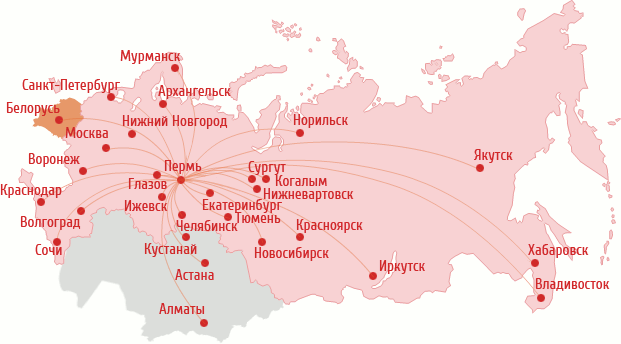 Мурманск
Санкт-Петербург
Архангельск
Белорусь
Нижний Новгород
Норильск
Москва
Воронеж
Пермь
Сургут
Якутск
Глазов
Когалым
Краснодар
Нижневартовск
Ижевск
Екатеринбург
Волгоград
Тюмень
Челябинск
Красноярск
Сочи
Кустанай
Новосибирск
Хабаровск
Астана
Иркутск
Владивосток
Алматы